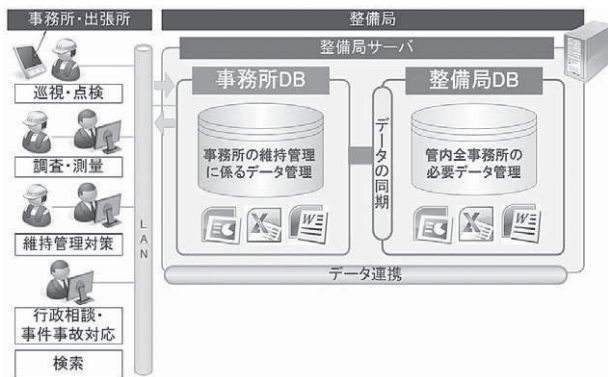 事務所・出張所
巡視・点検
調査・測量
維持管理対策
行政相談・
事件事故対応
検索
LAN
整備局
整備局サーバ
事務所DB
事務所の維持管理
に係るデータ管理
データの同期
整備局DB
管内全事務所の
必要データ管理
データ連携